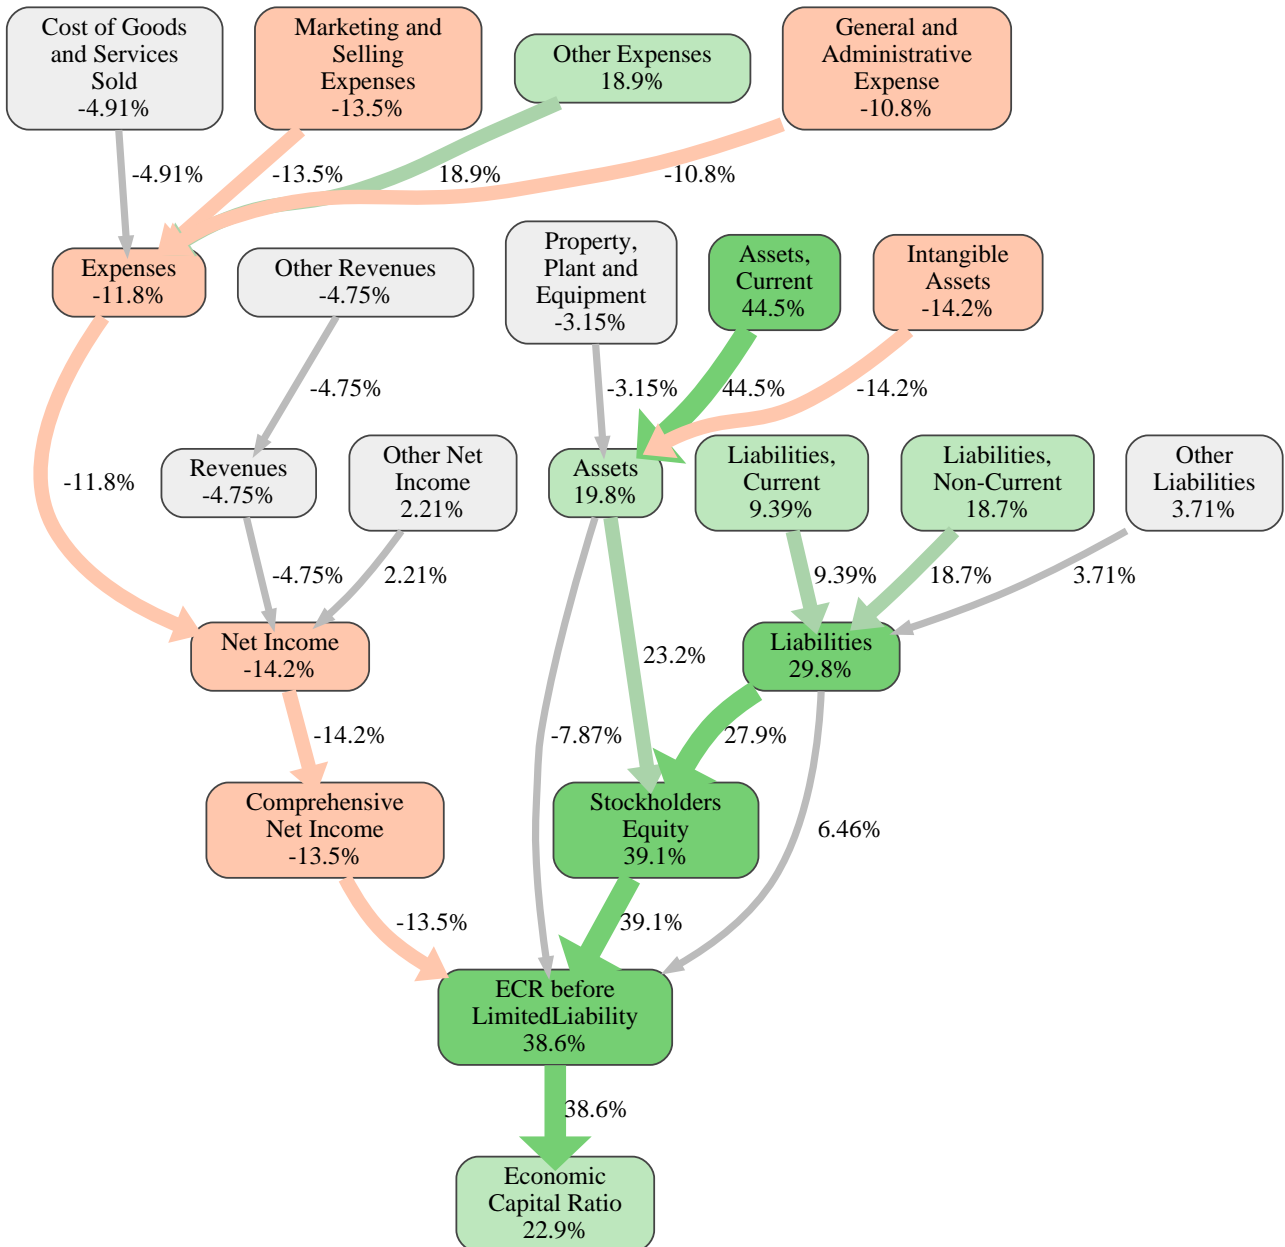 Cost of Goods
and Services
Sold
-4.91%
Marketing and
Selling
Expenses
-13.5%
Other Expenses
18.9%
General and
Administrative
Expense
-10.8%
-4.91%
-13.5%
18.9%
-10.8%
Expenses
-11.8%
Other Revenues
-4.75%
Property,
Plant and
Equipment
-3.15%
Assets,
Current
44.5%
Intangible
Assets
-14.2%
-4.75%
-3.15%
44.5%
-14.2%
-11.8%
Revenues
-4.75%
Other Net
Income
2.21%
Assets
19.8%
Liabilities,
Current
9.39%
Liabilities,
Non-Current
18.7%
Other
Liabilities
3.71%
-4.75%
2.21%
9.39%
18.7%
3.71%
Net Income
-14.2%
23.2%
Liabilities
29.8%
-14.2%
-7.87%
27.9%
Comprehensive
Net Income
-13.5%
Stockholders
Equity
39.1%
6.46%
-13.5%
39.1%
ECR before
LimitedLiability
38.6%
38.6%
Economic
Capital Ratio
22.9%